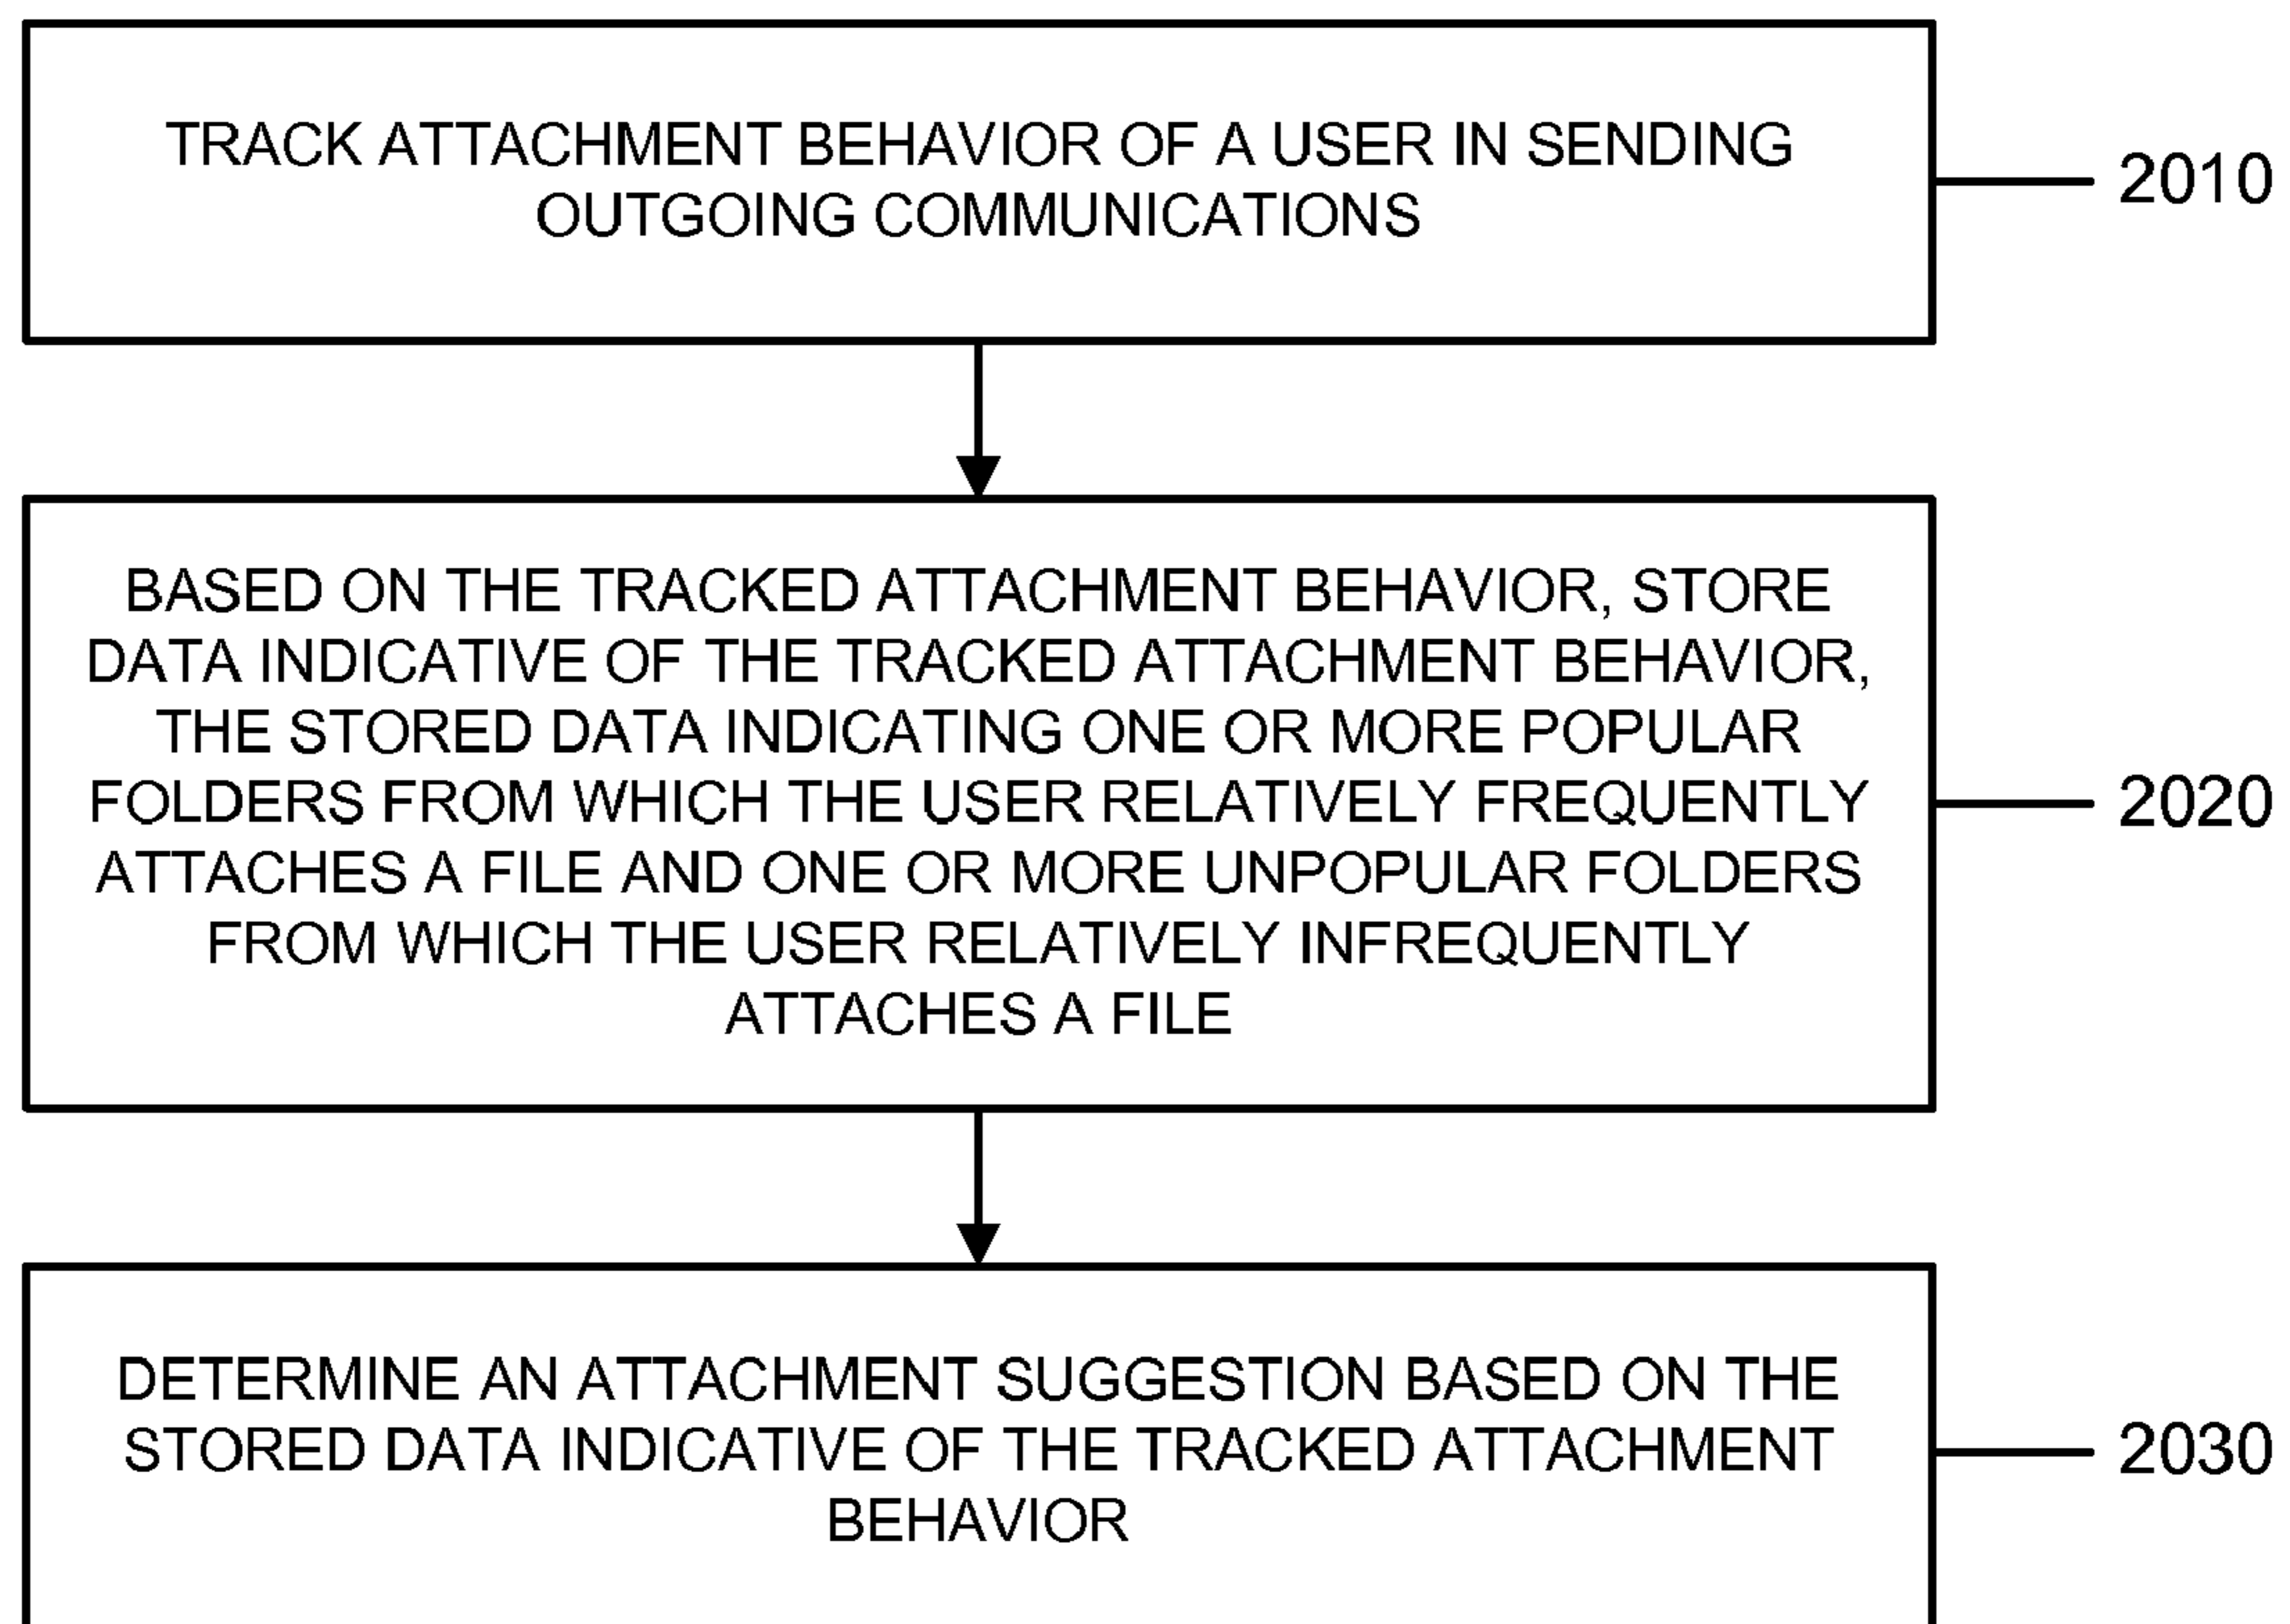 TRACK ATTACHMENT BEHAVIOR OF A USER IN SENDING
OUTGOING COMMUNICATIONS
2010
BASED ON THE TRACKED ATTACHMENT BEHAVIOR, STORE
DATA INDICATIVE OF THE TRACKED ATTACHMENT BEHAVIOR,
THE STORED DATA INDICATING ONE OR MORE POPULAR
FOLDERS FROM WHICH THE USER RELATIVELY FREQUENTLY
ATTACHES A FILE AND ONE OR MORE UNPOPULAR FOLDERS
FROM WHICH THE USER RELATIVELY INFREQUENTLY
ATTACHES A FILE
2020
DETERMINE AN ATTACHMENT SUGGESTION BASED ON THE
STORED DATA INDICATIVE OF THE TRACKED ATTACHMENT
BEHAVIOR
2030